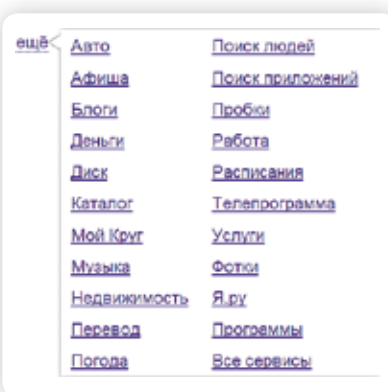 ещё
Авто
Афиша
Блоги
Деньги
Диск
Каталог
Мой Круг
Музыка
Недвижимость
Перевод
Погода
Поиск людей
Поиск приложений
Пробки
Работа
Расписания
Телепрограмма
Услуги
Фотки
Я.ру
Программы
Все сервисы